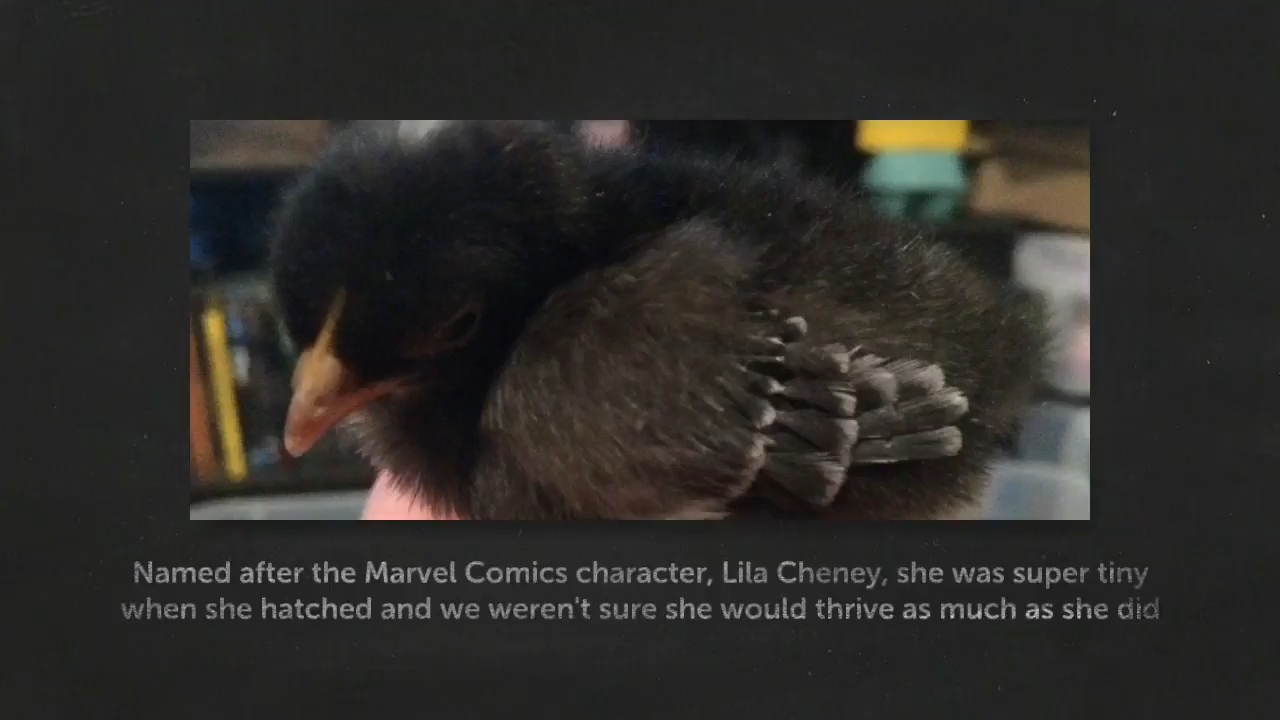 Named after the Marvel Comics character, Lila Cheney, she was super tiny
when she hatched and we weren't sure she would thrive as much as she did